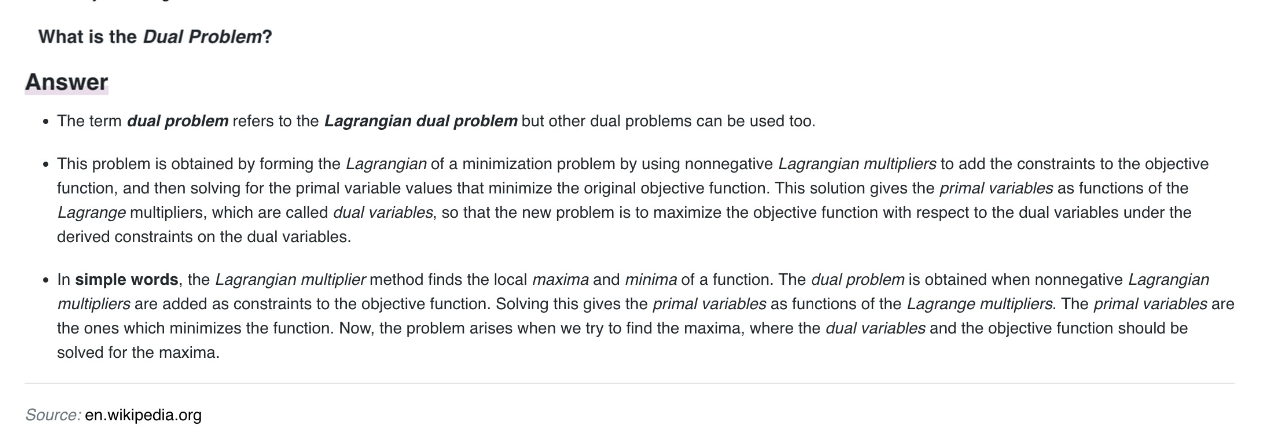 What is the Dual Problem?
Answer
• The term dual problem refers to the Lagrangian dual problem but other dual problems can be used too.
• This problem is obtained by forming the Lagrangian of a minimization problem by using nonnegative Lagrangian multipliers to add the constraints to the objective
function, and then solving for the primal variable values that minimize the original objective function. This solution gives the primal variables as functions of the
Lagrange multipliers, which are called dual variables, so that the new problem is to maximize the objective function with respect to the dual variables under the
derived constraints on the dual variables.
• In simple words, the Lagrangian multiplier method finds the local maxima and minima of a function. The dual problem is obtained when nonnegative Lagrangian
multipliers are added as constraints to the objective function. Solving this gives the primal variables as functions of the Lagrange multipliers. The primal variables are
the ones which minimizes the function. Now, the problem arises when we try to find the maxima, where the dual variables and the objective function should be
solved for the maxima.
Source: en.wikipedia.org